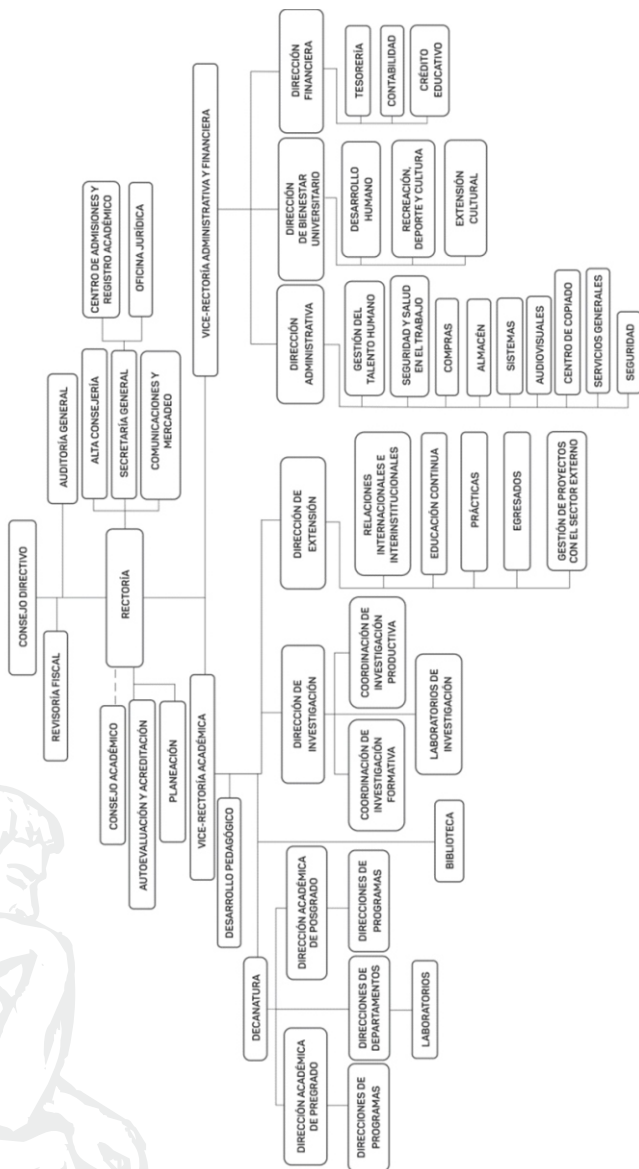 CONSEJO DIRECTIVO
REVISORÍA FISCAL
AUDITORÍA GENERAL
RECTORÍA
CONSEJO ACADÉMICO
AUTOEVALUACIÓN Y ACREDITACIÓN
PLANEACIÓN
ALTA CONSEJERÍA
SECRETARÍA GENERAL
COMUNICACIONES Y
MERCADEO
CENTRO DE ADMISIONES Y
REGISTRO ACADÉMICO
OFICINA JURÍDICA
VICE-RECTORÍA ACADÉMICA
VICE-RECTORÍA ADMINISTRATIVA Y FINANCIERA
DESARROLLO PEDAGÓGICO
DECANATURA
DIRECCIÓN ACADÉMICA
DE PREGRADO
DIRECCIONES DE
PROGRAMAS
DIRECCIONES DE
DEPARTAMENTOS
LABORATORIOS
DIRECCIÓN ACADÉMICA
DE POSGRADO
DIRECCIONES DE
PROGRAMAS
BIBLIOTECA
DIRECCIÓN DE
INVESTIGACIÓN
COORDINACIÓN DE
INVESTIGACIÓN
FORMATIVA
COORDINACIÓN DE
INVESTIGACIÓN
PRODUCTIVA
LABORATORIOS DE
INVESTIGACIÓN
DIRECCIÓN DE
EXTENSIÓN
RELACIONES
INTERNACIONALES E
INTERINSTITUCIONALES
EDUCACIÓN CONTINUA
PRÁCTICAS
EGRESADOS
GESTIÓN DE PROYECTOS
CON EL SECTOR EXTERNO
DIRECCIÓN
ADMINISTRATIVA
GESTIÓN DEL
TALENTO HUMANO
SEGURIDAD Y SALUD
EN EL TRABAJO
COMPRAS
ALMACÉN
SISTEMAS
AUDIOVISUALES
CENTRO DE COPIADO
SERVICIOS GENERALES
SEGURIDAD
DIRECCIÓN
DE BIENESTAR
UNIVERSITARIO
DESARROLLO
HUMANO
RECREACIÓN,
DEPORTE Y CULTURA
EXTENSIÓN
CULTURAL
DIRECCIÓN
FINANCIERA
TESORERÍA
CONTABILIDAD
CRÉDITO
EDUCATIVO